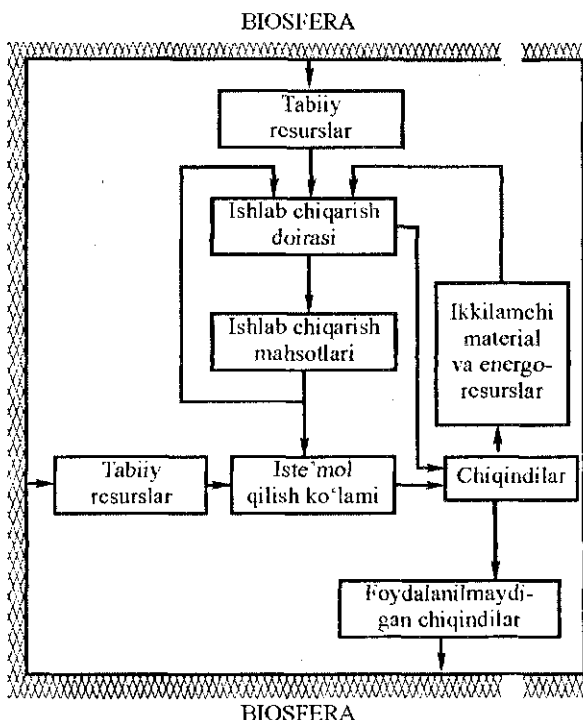 BIOSFERA
Tabiiy
resurslar
Ishlab chiqarish
doirasi
Ishlab chiqarish
mahsotlari
Ikkilamchi
material
va energo-
resurslar
Tabiiy
resurslar
Iste’mol
qilish ko‘lami
Chiqindilar
Foydalanilmaydi-
gan chiqindilar
BIOSFERA